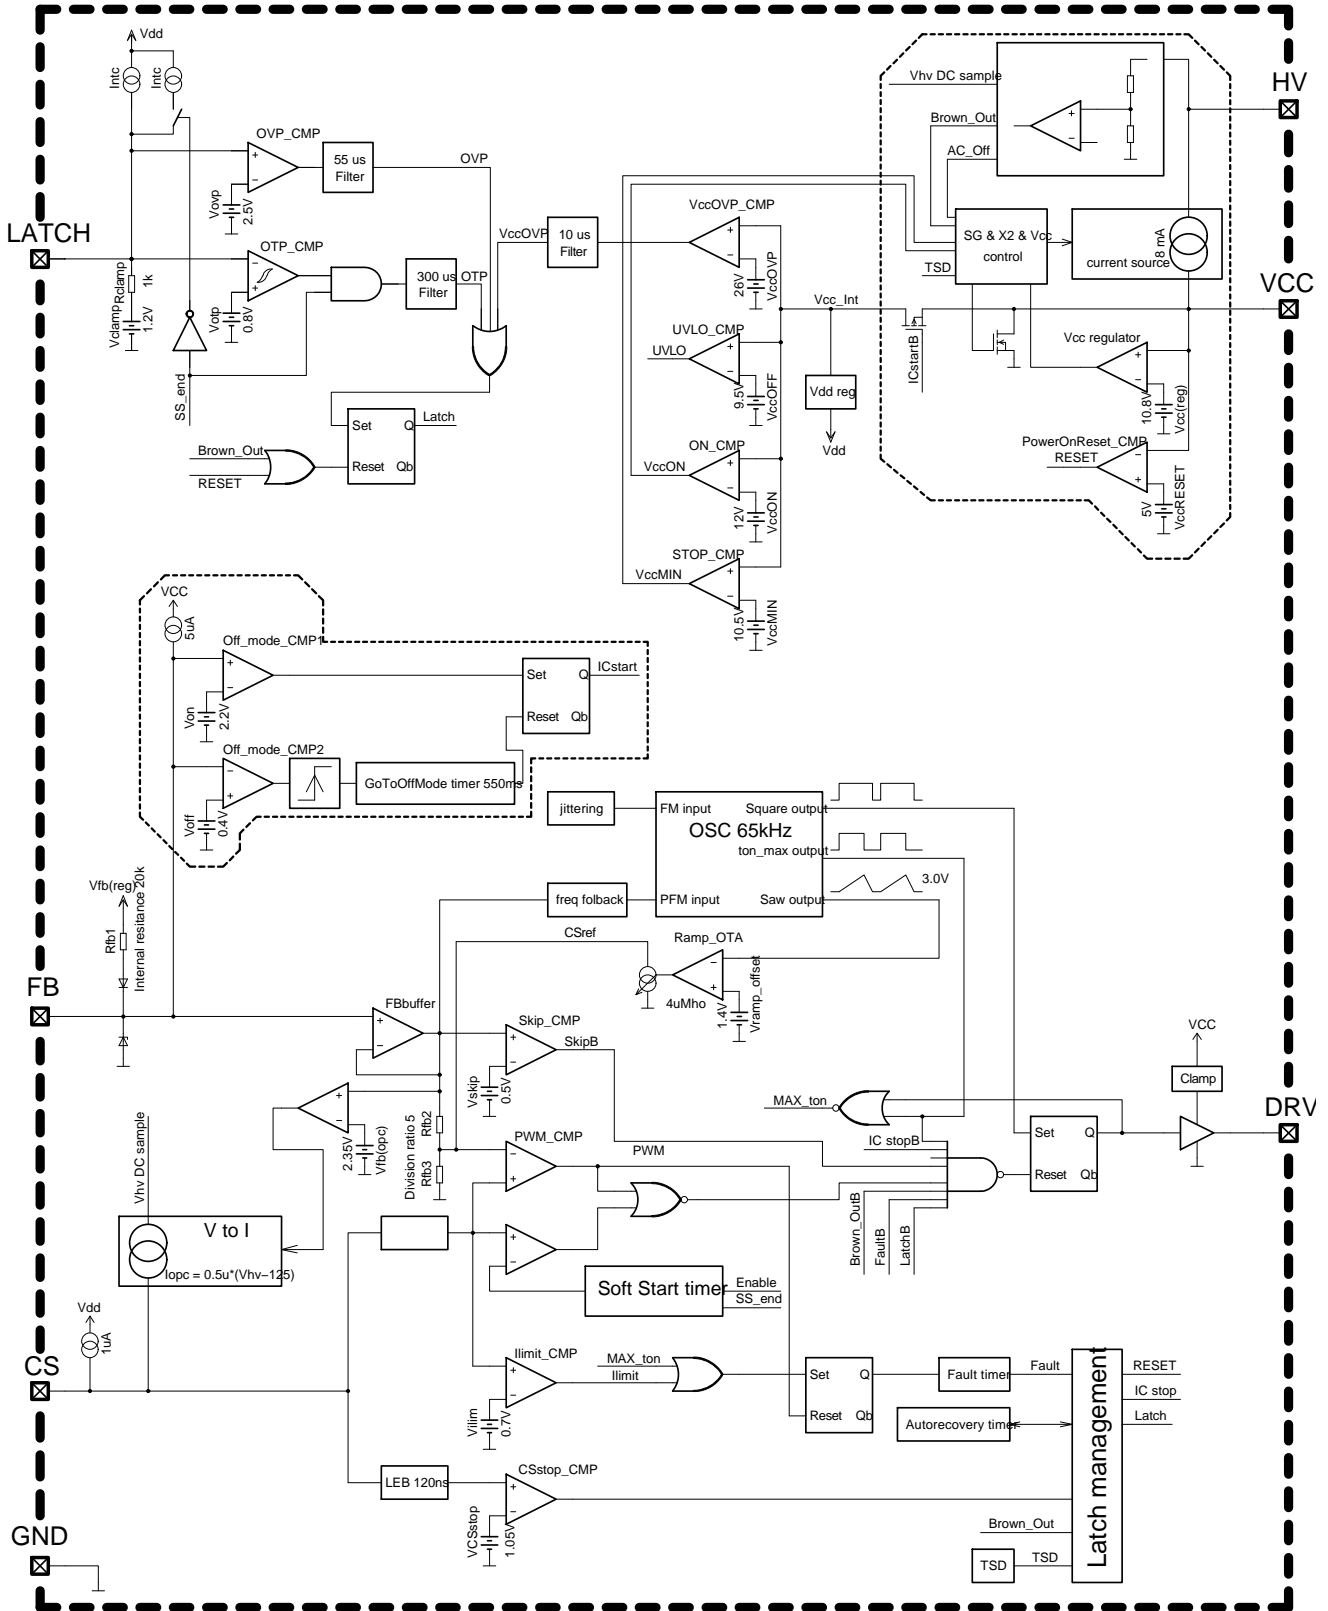 Vdd
Intc
Intc
OVP_CMP
+
−
55 us
Filter
OVP
Vovp
2.5V
LATCH
OTP_CMP
−
+
300 us
Filter
OTP
Rclamp
1k
Vclamp
1.2V
Votp
0.8V
SS_end
Brown_Out
RESET
Set
Q
Reset
Qb
Latch
VccOVP
10 us
Filter
VccOVP_CMP
+
−
26V
VccOVP
UVLO_CMP
UVLO
+
−
9.5V
VccOFF
ON_CMP
VccON
+
−
12V
VccON
STOP_CMP
VccMIN
+
−
10.5V
VccMIN
Vcc_Int
Vdd reg
Vdd
Vhv DC sample
Brown_Out
AC_Off
+
−
SG & X2 & Vcc
control
TSD
8 mA
current source
HV
VCC
ICstartB
Vcc regulator
+
−
10.8V
Vcc(reg)
PowerOnReset_CMP
RESET
−
+
5V
VccRESET
VCC
5uA
Off_mode_CMP1
+
−
Von
2.2V
Set
Q
ICstart
Reset
Qb
Off_mode_CMP2
−
+
Voff
0.4V
GoToOffMode timer 550ms
jittering
FM input
Square output
OSC 65kHz
ton_max output
PFM input
Saw output
3.0V
freq folback
Vfb(reg)
Rfb1
Internal resitance 20k
FB
CSref
Ramp_OTA
−
+
4uMho
1.4V
Vramp_offset
FBbuffer
+
−
Skip_CMP
+
−
SkipB
Vskip
0.5V
+
−
2.35V
Vfb(opc)
Division ratio 5
Rfb2
Rfb3
PWM_CMP
−
+
PWM
+
−
Vhv DC sample
V to I
Iopc = 0.5u*(Vhv−125)
Soft Start timer
Enable
SS_end
MAX_ton
IC stopB
Brown_OutB
FaultB
LatchB
Set
Q
Reset
Qb
VCC
Clamp
DRV
Vdd
1uA
CS
Ilimit_CMP
+
−
Vilim
0.7V
MAX_ton
Ilimit
Set
Q
Reset
Qb
Fault timer
Fault
Autorecovery timer
Latch management
RESET
IC stop
Latch
LEB 120ns
CSstop_CMP
+
−
VCSstop
1.05V
Brown_Out
TSD
TSD
GND